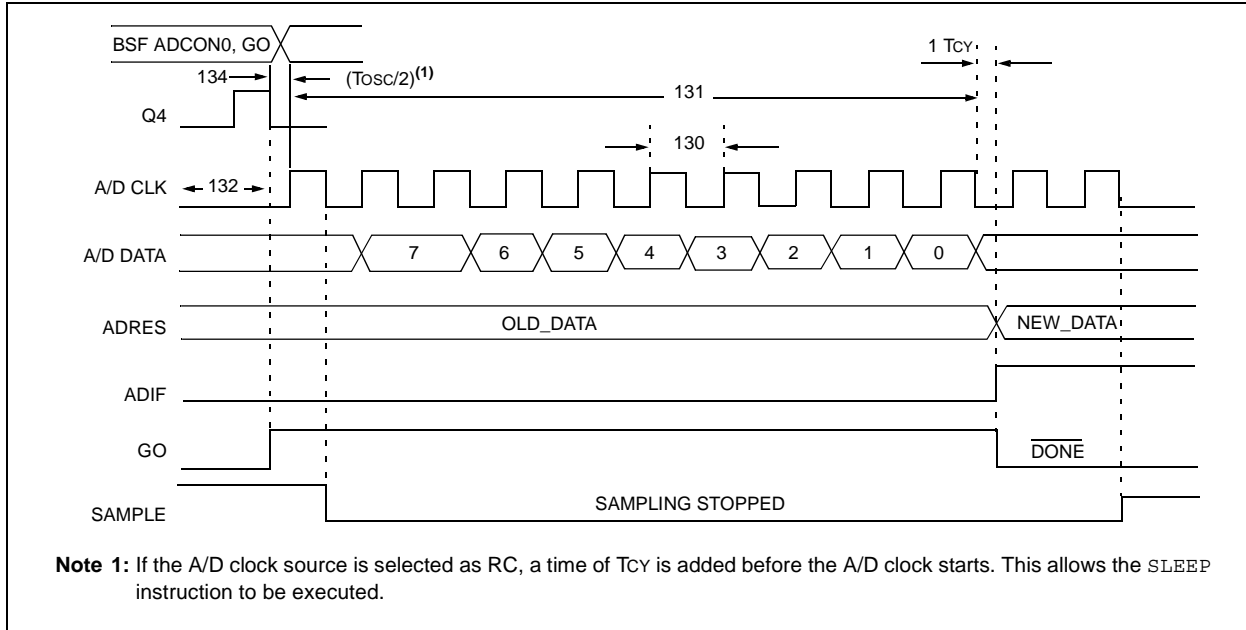 BSF ADCON0, GO
1 TCY
134
(TOSC/2)(1)
131
Q4
130
A/D CLK
132
A/D DATA
7 6 5 4 3 2 1 0
ADRES
OLD_DATA
NEW_DATA
ADIF
GO
DONE
SAMPLE
SAMPLING STOPPED
Note 1: If the A/D clock source is selected as RC, a time of TCY is added before the A/D clock starts. This allows the SLEEP
instruction to be executed.